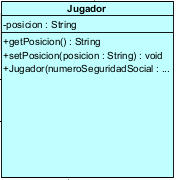 Jugador
-posicion : String
+getPosicion() : String
+setPosicion(posicion : String) : void
+Jugador(numeroSeguridadSocial : ...